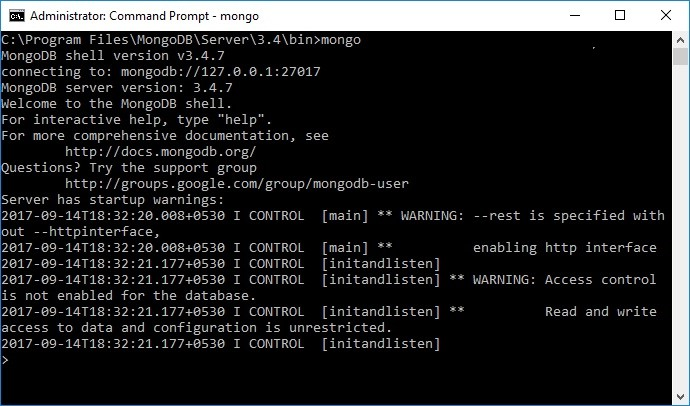 Administrator: Command Prompt - mongo
C:\Program Files\MongoDB\Server\3.4\bin>mongo
MongoDB shell version v3.4.7
connecting to: mongodb://127.0.0.1:27017
MongoDB server version: 3.4.7
Welcome to the MongoDB shell.
For interactive help, type "help".
For more comprehensive documentation, see
        http://docs.mongodb.org/
Questions? Try the support group
        http://groups.google.com/group/mongodb-user
Server has startup warnings:
2017-09-14T18:32:20.008+0530 I CONTROL  [main] ** WARNING: --rest is specified with
out --httpinterface,
2017-09-14T18:32:20.008+0530 I CONTROL  [main] **          enabling http interface
2017-09-14T18:32:21.177+0530 I CONTROL  [initandlisten]
2017-09-14T18:32:21.177+0530 I CONTROL  [initandlisten] ** WARNING: Access control
is not enabled for the database.
2017-09-14T18:32:21.177+0530 I CONTROL  [initandlisten] **          Read and write
access to data and configuration is unrestricted.
2017-09-14T18:32:21.177+0530 I CONTROL  [initandlisten]
>